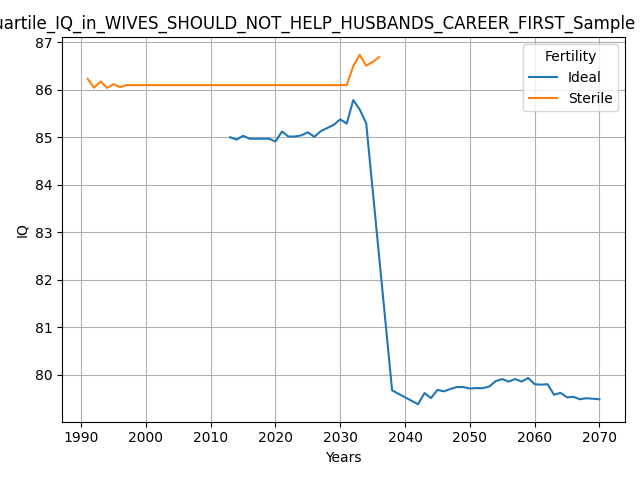 uartile_IQ_in_WIVES_SHOULD_NOT_HELP_HUSBANDS_CAREER_FIRST_Sample
87
86
85
84
83
82
81
80
IQ
Fertility
Ideal
Sterile
1990 2000 2010 2020 2030 2040 2050 2060 2070
Years